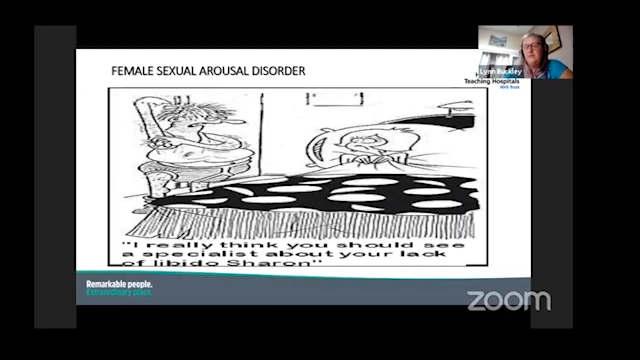 FEMALE SEXUAL AROUSAL DISORDER
Lynn Buckley
Teaching Hospitals
NHS Trust
"I really think you should see
a specialist about your lack
of libido Sharon"
Remarkable people.
Extraordinary place.
zoom